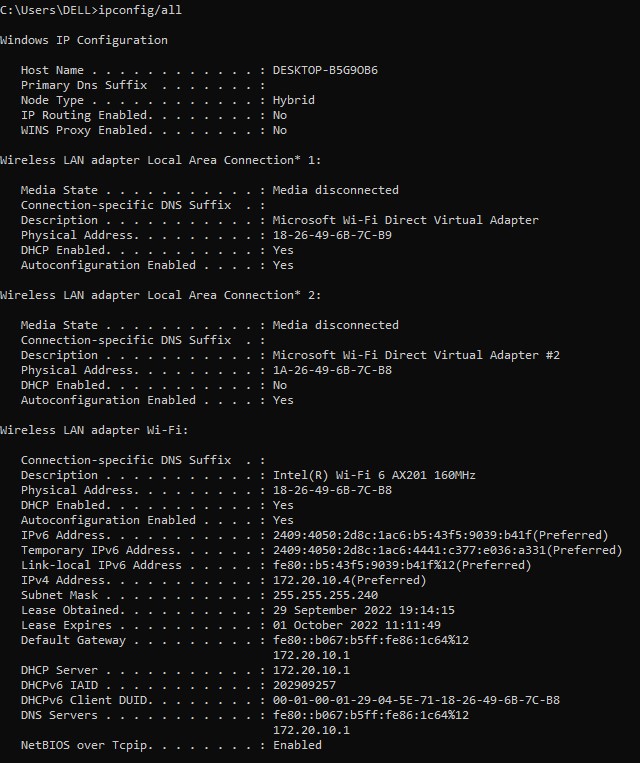 C:\Users\DELL>ipconfig/all
Windows IP Configuration
Host Name . . . . . . . . . . . . : DESKTOP-B5G9OB6
Primary Dns Suffix  . . . . . . . :
Node Type . . . . . . . . . . . . : Hybrid
IP Routing Enabled. . . . . . . . : No
WINS Proxy Enabled. . . . . . . . : No
Wireless LAN adapter Local Area Connection* 1:
Media State . . . . . . . . . . . : Media disconnected
Connection-specific DNS Suffix  . :
Description . . . . . . . . . . . : Microsoft Wi-Fi Direct Virtual Adapter
Physical Address. . . . . . . . . : 18-26-49-6B-7C-B9
DHCP Enabled. . . . . . . . . . . : Yes
Autoconfiguration Enabled . . . . : Yes
Wireless LAN adapter Local Area Connection* 2:
Media State . . . . . . . . . . . : Media disconnected
Connection-specific DNS Suffix  . :
Description . . . . . . . . . . . : Microsoft Wi-Fi Direct Virtual Adapter #2
Physical Address. . . . . . . . . : 1A-26-49-6B-7C-B8
DHCP Enabled. . . . . . . . . . . : No
Autoconfiguration Enabled . . . . : Yes
Wireless LAN adapter Wi-Fi:
Connection-specific DNS Suffix  . :
Description . . . . . . . . . . . : Intel(R) Wi-Fi 6 AX201 160MHz
Physical Address. . . . . . . . . : 18-26-49-6B-7C-B8
DHCP Enabled. . . . . . . . . . . : Yes
Autoconfiguration Enabled . . . . : Yes
IPv6 Address. . . . . . . . . . . : 2409:4050:2d8c:1ac6:b5:43f5:9039:b41f(Preferred)
Temporary IPv6 Address. . . . . . : 2409:4050:2d8c:1ac6:4441:c377:e036:a331(Preferred)
Link-local IPv6 Address . . . . . : fe80::b5:43f5:9039:b41f%12(Preferred)
IPv4 Address. . . . . . . . . . . : 172.20.10.4(Preferred)
Subnet Mask . . . . . . . . . . . : 255.255.255.240
Lease Obtained. . . . . . . . . . : 29 September 2022 19:14:15
Lease Expires . . . . . . . . . . : 01 October 2022 11:11:49
Default Gateway . . . . . . . . . : fe80::b067:b5ff:fe86:1c64%12
172.20.10.1
DHCP Server . . . . . . . . . . . : 172.20.10.1
DHCPv6 IAID . . . . . . . . . . . : 202909257
DHCPv6 Client DUID. . . . . . . . : 00-01-00-01-29-04-5E-71-18-26-49-6B-7C-B8
DNS Servers . . . . . . . . . . . : fe80::b067:b5ff:fe86:1c64%12
172.20.10.1
NetBIOS over Tcpip. . . . . . . . : Enabled